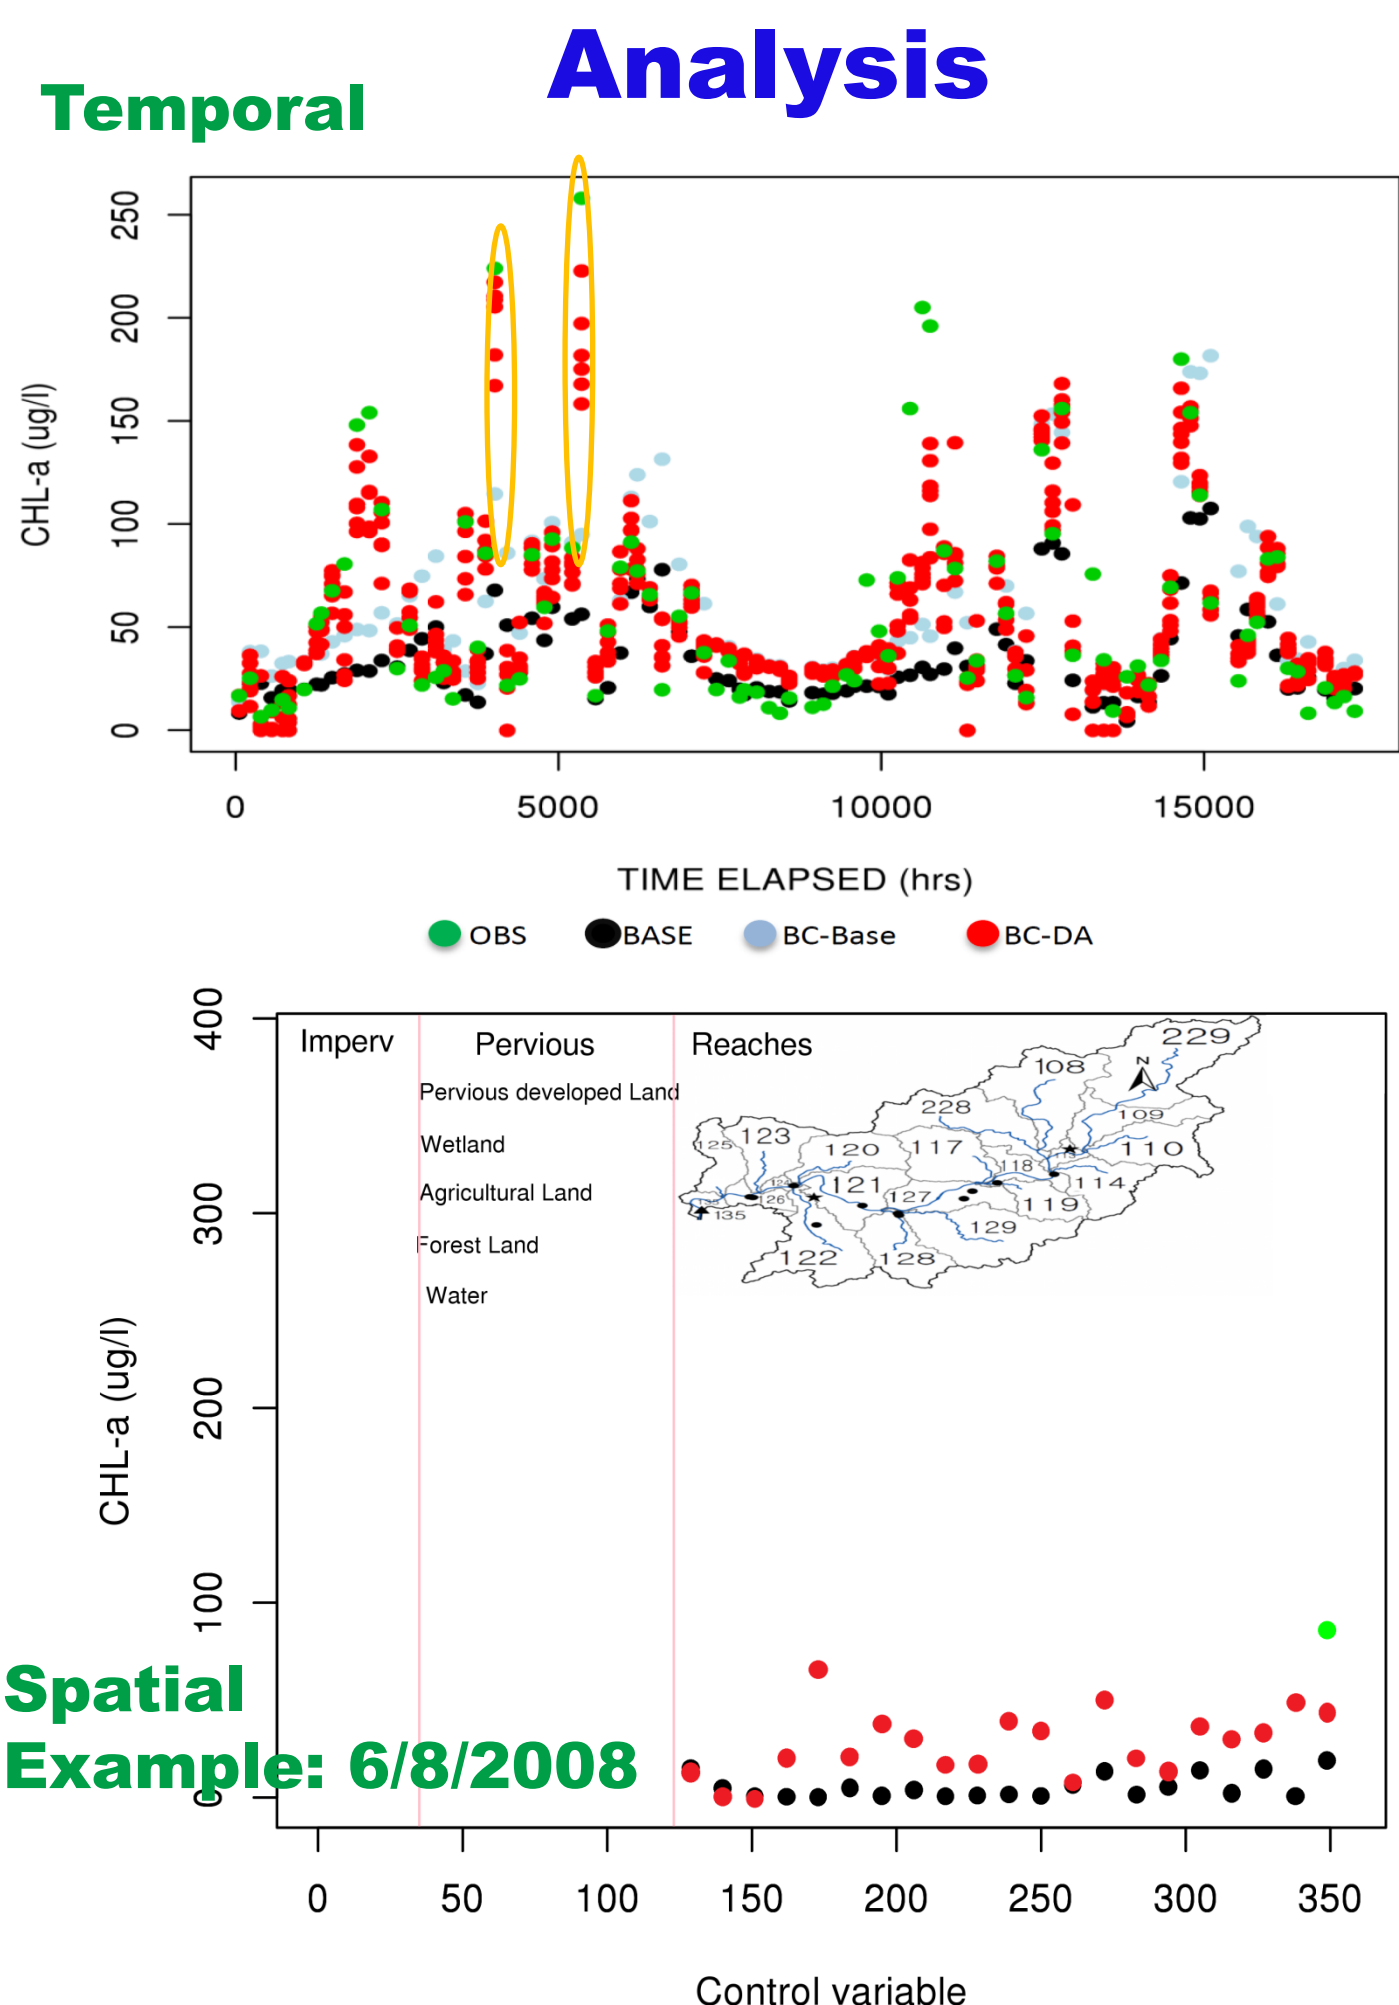 Analysis
Temporal
CHL-a (ug/l)
250
200
150
100
50
0
0 5000 10000 15000
TIME ELAPSED (hrs)
OBS BASE BC-Base BC-DA
CHL-a (ug/l)
400
300
200
100
0
Imperv Pervious Reaches
Pervious developed Land
Wetland
Agricultural Land
Forest Land
Water
229
N
108
109
228
110
123
125
120
117
118
114
121
127
119
126
135
129
122
128
Spatial
Example: 6/8/2008
0 50 100 150 200 250 300 350
Control variable